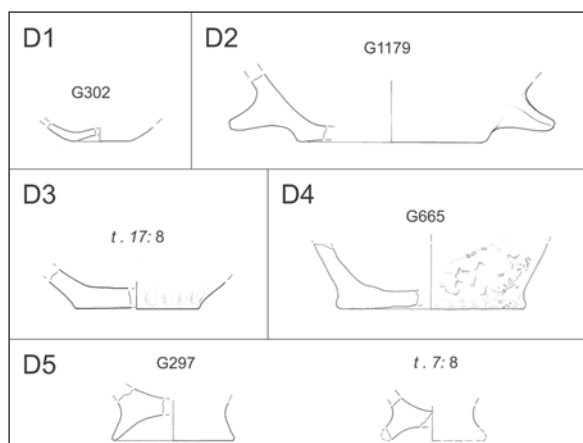 D1
G302
D2
G1179
D3
t . 17: 8
D4
G665
D5
G297
t . 7: 8